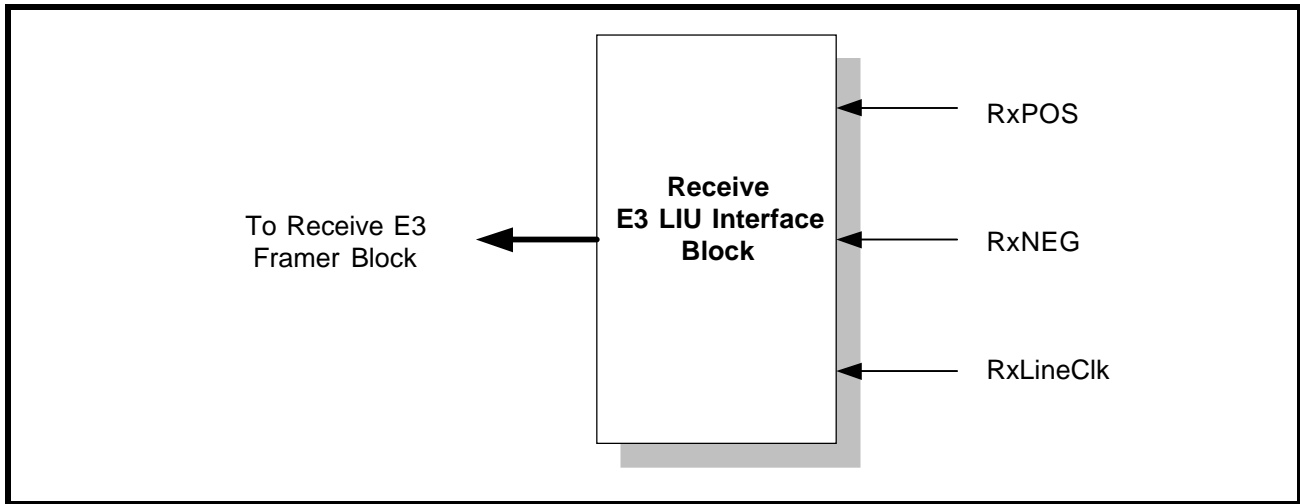 To Receive E3
Framer Block
Receive
E3 LIU Interface
Block
RxPOS
RxNEG
RxLineClk